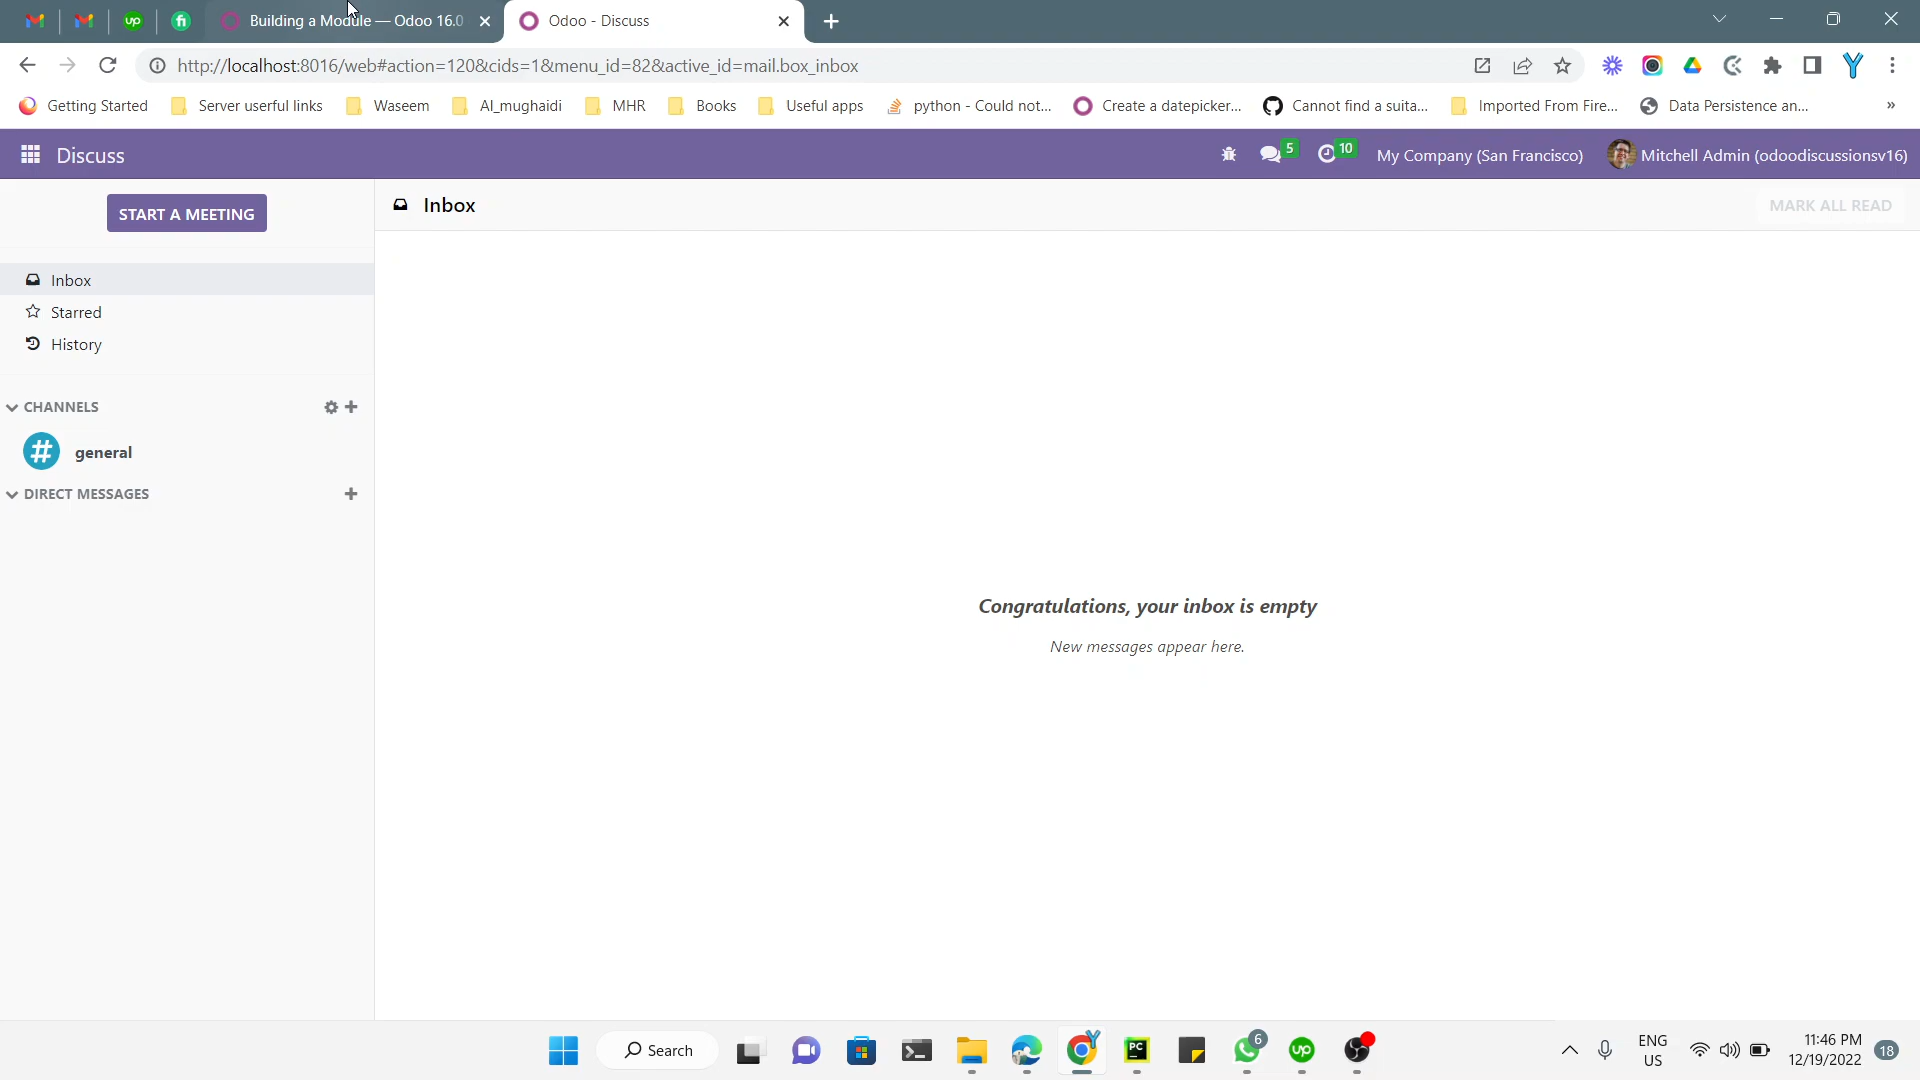 Building a Module — Odoo 16.0
Odoo - Discuss
http://localhost:8016/web#action=120&cids=1&menu_id=82&active_id=mail.box_inbox
Getting Started
Server useful links
Waseem
Al_mughaidi
MHR
Books
Useful apps
python - Could not...
Create a datepicker...
Cannot find a suita...
Imported From Fire...
Data Persistence an...
»
Discuss
5
10
My Company (San Francisco)
Mitchell Admin (odoodiscussionsv16)
START A MEETING
Inbox
MARK ALL READ
Inbox
Starred
History
CHANNELS
# general
DIRECT MESSAGES
Congratulations, your inbox is empty
New messages appear here.
Search
PC
6
up
ENG
US
11:46 PM
12/19/2022
18